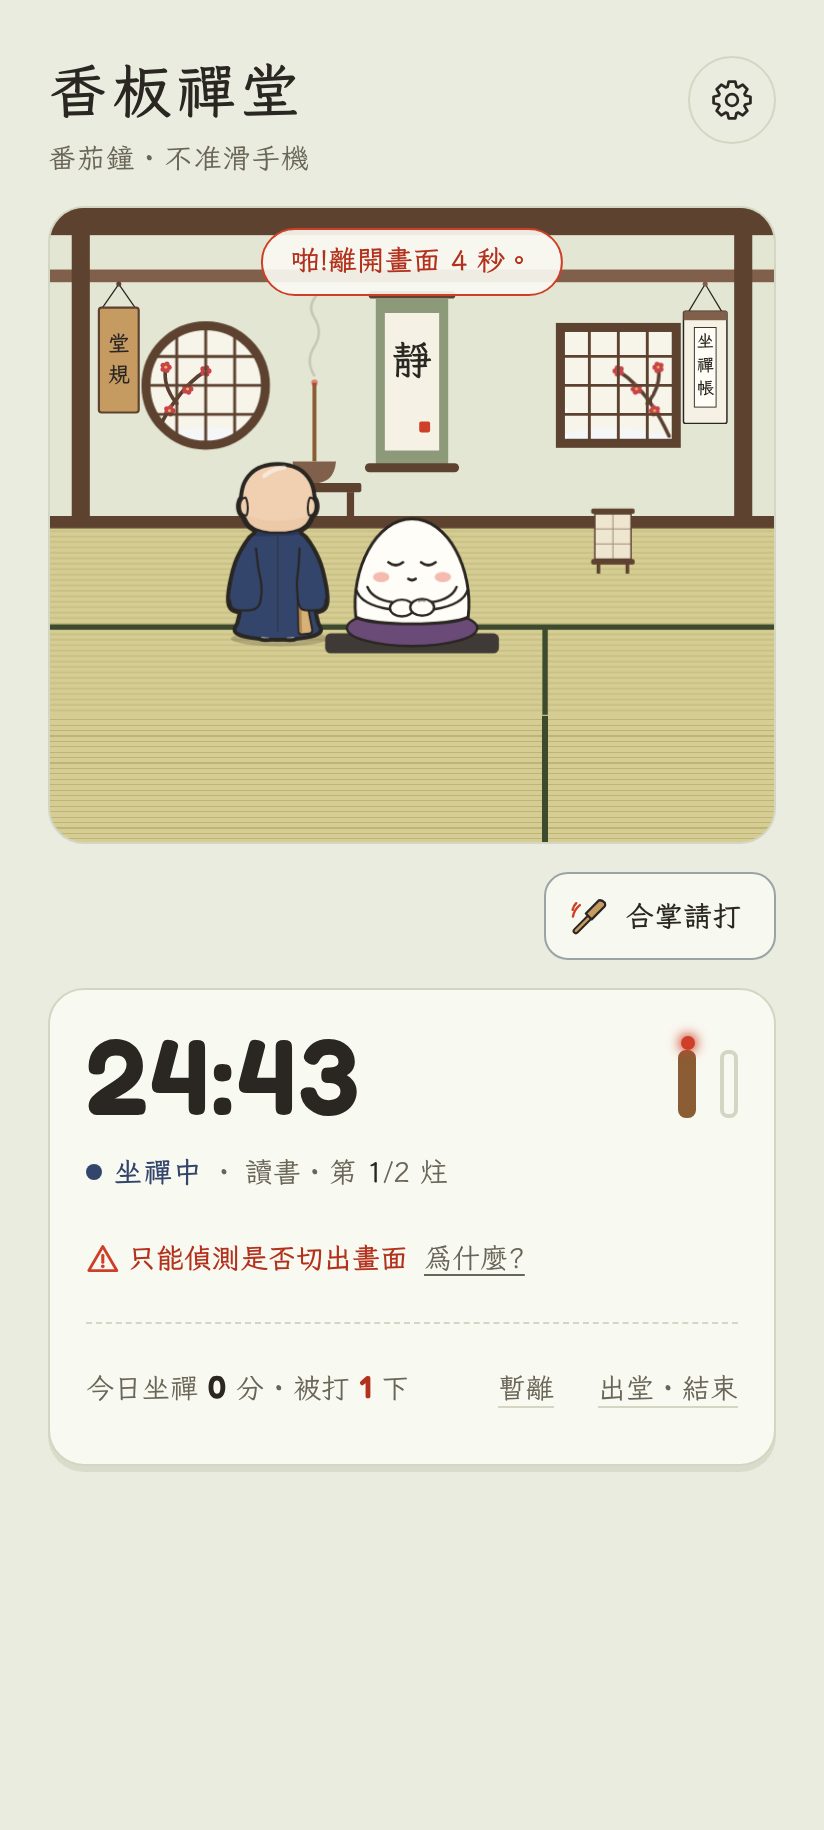 香板禪堂
番茄鐘・不准滑手機
啪!離開畫面 4 秒。
堂規
靜
坐禪帳
合掌請打
24:43
坐禪中 · 讀書・第 1/2 炷
只能偵測是否切出畫面 為什麼?
今日坐禪 0 分・被打 1 下 暫離 出堂・結束